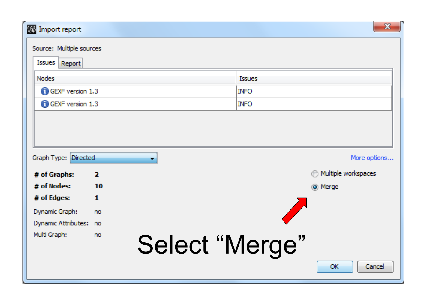 Import report
Source: Multiple sources
Issues Report
Nodes Issues
GEXF version 1.3 INFO
GEXF version 1.3 INFO
Graph Type: Directed More options...
# of Graphs: 2 Multiple workspaces
# of Nodes: 10 Merge
# of Edges: 1
Dynamic Graph: no
Dynamic Attributes: no
Multi Graph: no
Select “Merge”
OK Cancel